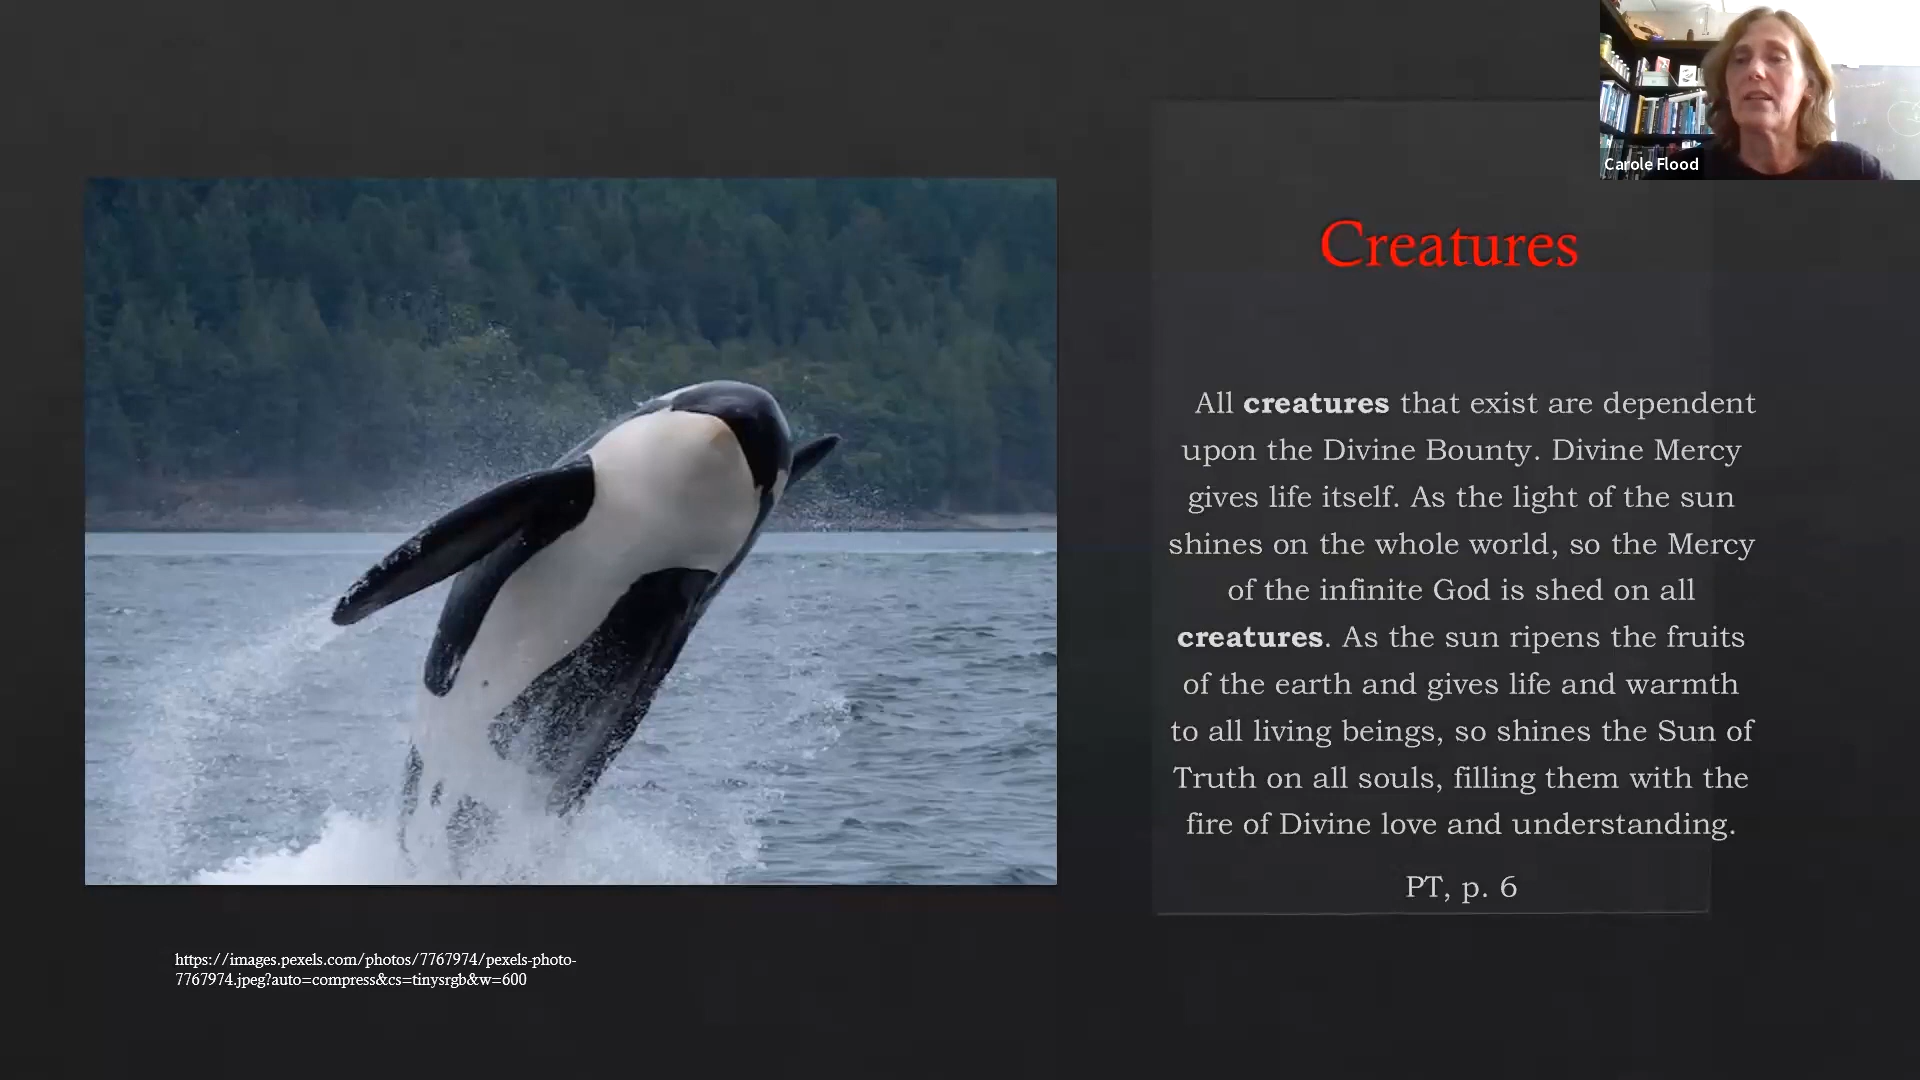 Carole Flood
Creatures
All creatures that exist are dependent
upon the Divine Bounty. Divine Mercy
gives life itself. As the light of the sun
shines on the whole world, so the Mercy
of the infinite God is shed on all
creatures. As the sun ripens the fruits
of the earth and gives life and warmth
to all living beings, so shines the Sun of
Truth on all souls, filling them with the
fire of Divine love and understanding.
PT, p. 6
https://images.pexels.com/photos/7767974/pexels-photo-
7767974.jpeg?auto=compress&cs=tinysrgb&w=600